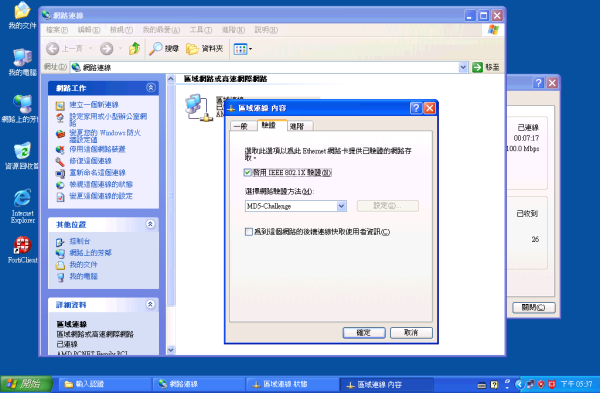 我的文件
我的電腦
網路上的芳
資源回收筒
Internet
Explorer
FortiClient
網路連線
檔案(F) 編輯(E) 檢視(V) 我的最愛(A) 工具(T) 進階(N) 說明(H)
上一頁 搜尋 資料夾
網址(D) 網路連線 移至
網路工作
建立一個新連線
設定家用或小型辦公室網路
變更您的 Windows 防火牆設定值
停用這個網路裝置
修復這個連線
重新命名這個連線
檢視這個連線的狀態
變更這個連線的設定
其他位置
控制台
網路上的芳鄰
我的文件
我的電腦
詳細資料
區域連線
區域網路或高速網際網路
已連線
AMD PCNET Family PCI
區域網路或高速網際網路
區域連線
區域連線 內容
一般 驗證 進階
選取此選項以為此 Ethernet 網路卡提供已驗證的網路存
取。
啓用 IEEE 802.1X 驗證(N)
選擇網路驗證方法(M):
MD5-Challenge 設定(I)...
為到這個網路的後續連線快取使用者資訊(C)
確定 取消
已連線
00:07:17
100.0 Mbps
已收到
26
關閉(C)
開始 輸入認證 網路連線 區域連線 狀態 區域連線 內容 下午 05:37